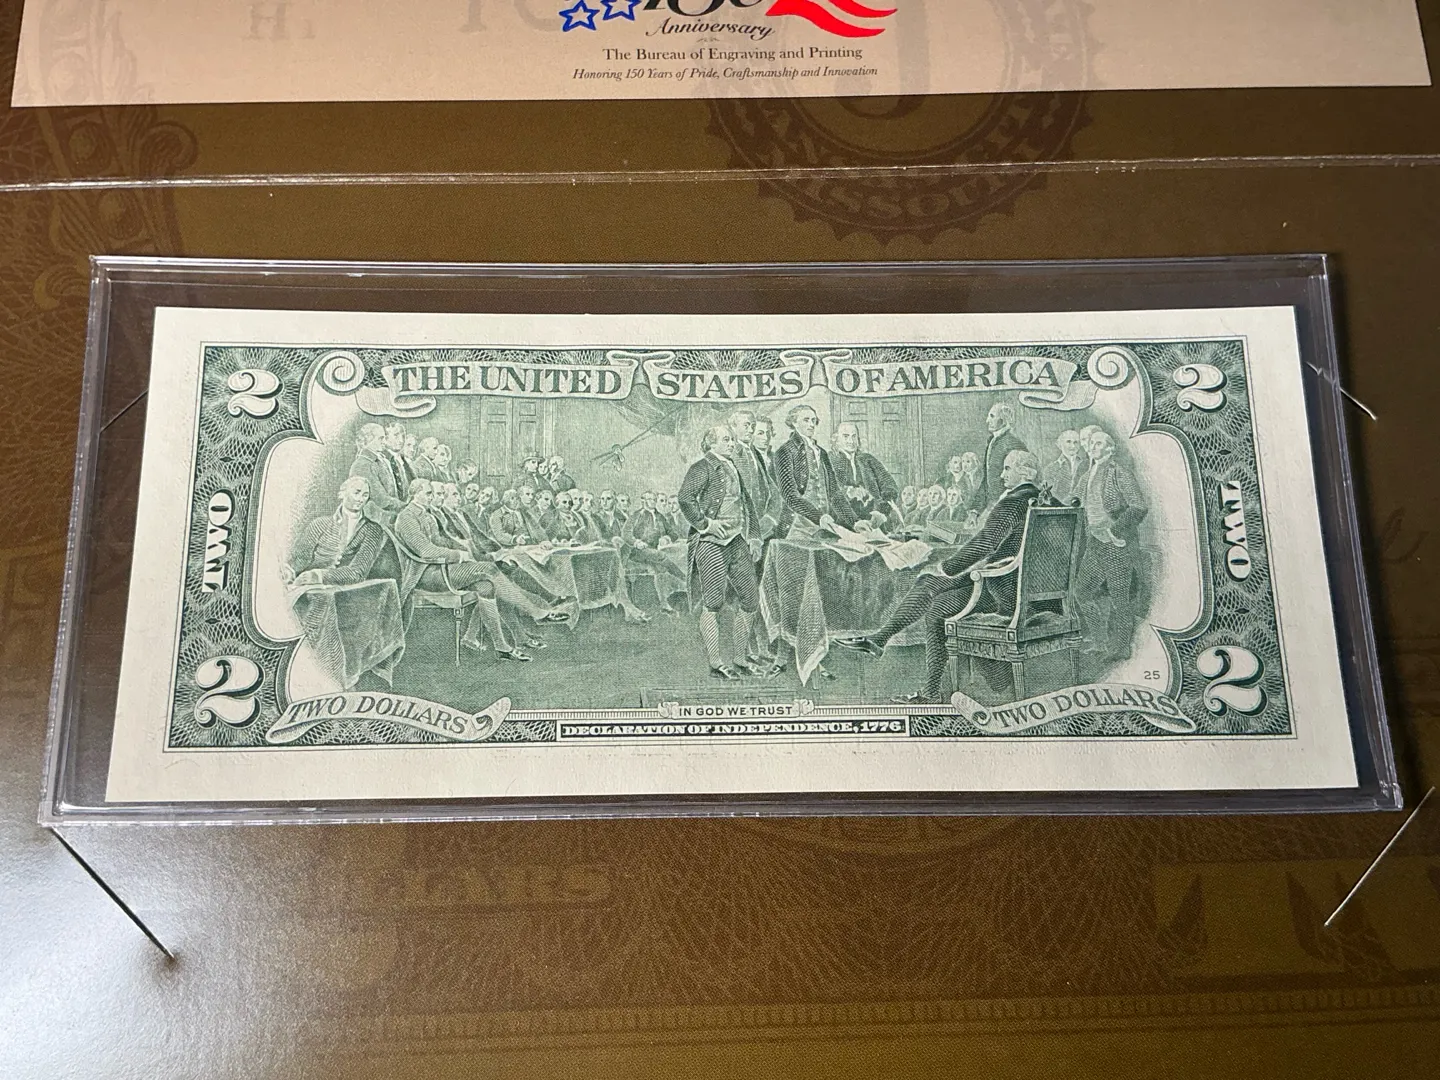 150
Anniversary
The Bureau of Engraving and Printing
Honoring 150 Years of Pride, Craftsmanship and Innovation
MISSOURI
2 THE UNITED STATES OF AMERICA 2
TWO
TWO
25
2 TWO DOLLARS
IN GOD WE TRUST
TWO DOLLARS 2
DECLARATION OF INDEPENDENCE, 1776